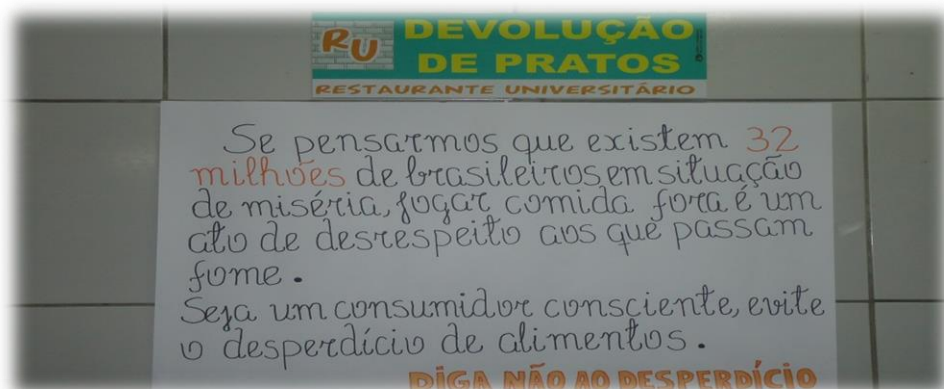 RU DEVOLUÇÃO
DE PRATOS
RESTAURANTE UNIVERSITÁRIO
Se pensarmos que existem 32
milhões de brasileiros em situação
de miséria, jogar comida fora é um
ato de desrespeito aos que passam
fome.
Seja um consumidor consciente, evite
o desperdício de alimentos.
DIGA NÃO AO DESPERDÍCIO